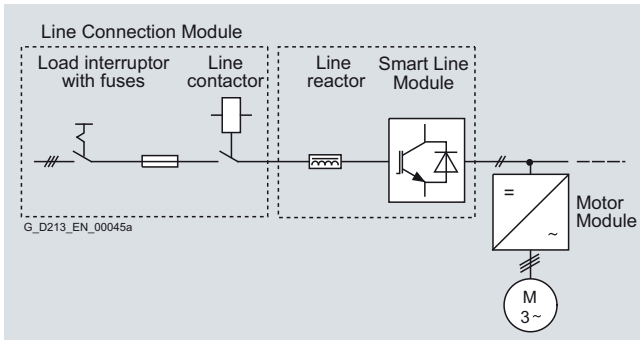 Line Connection Module
Load interruptor
with fuses
Line
contactor
Line
reactor
Smart Line
Module
G_D213_EN_00045a
=
~
Motor
Module
M
3~